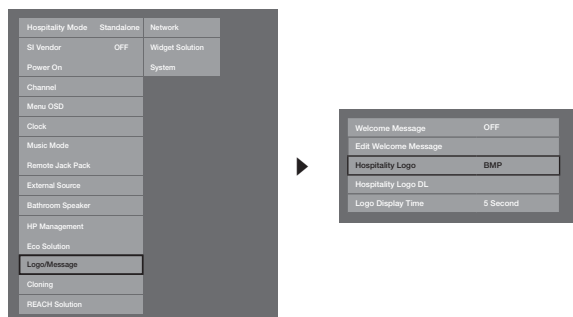 Hospitality Mode Standalone Network
SI Vendor OFF Widget Solution
Power On System
Channel
Menu OSD
Clock
Music Mode
Remote Jack Pack
External Source
Bathroom Speaker
HP Management
Eco Solution
Logo/Message
Cloning
REACH Solution
Welcome Message OFF
Edit Welcome Message
Hospitality Logo BMP
Hospitality Logo DL
Logo Display Time 5 Second